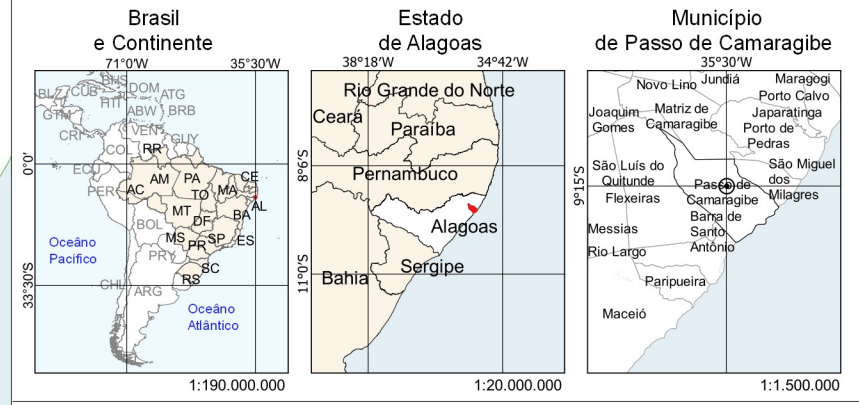 Brasil
e Continente
71°0'W
35°30'W
0°0'
33°30'S
BHS
DOM
BLZ
CUB
HTI
ATG
GTM
ABW
BRB
CRI
VEN
GUY
COL
RR
ECU
AM
PA
CE
PER
AC
TO
MA
AL
MT
BA
BOL
DF
MS
SP
ES
PR
PRY
SC
CHL
RS
ARG
Oceâno
Pacífico
Oceâno
Atlântico
1:190.000.000
Estado
de Alagoas
38°18'W
34°42'W
8°6'S
11°0'S
Rio Grande do Norte
Ceará
Paraíba
Pernambuco
Alagoas
Sergipe
Bahia
1:20.000.000
Município
de Passo de Camaragibe
35°30'W
9°15'S
Novo Lino
Jundiá
Maragogi
Porto Calvo
Joaquim
Gomes
Matriz de
Camaragibe
Japaratinga
Porto de
Pedras
São Luís do
Quitunde
São Miguel
dos
Milagres
Flexeiras
Passo de
Camaragibe
Barra de
Santo
Antônio
Messias
Rio Largo
Paripueira
Maceió
1:1.500.000